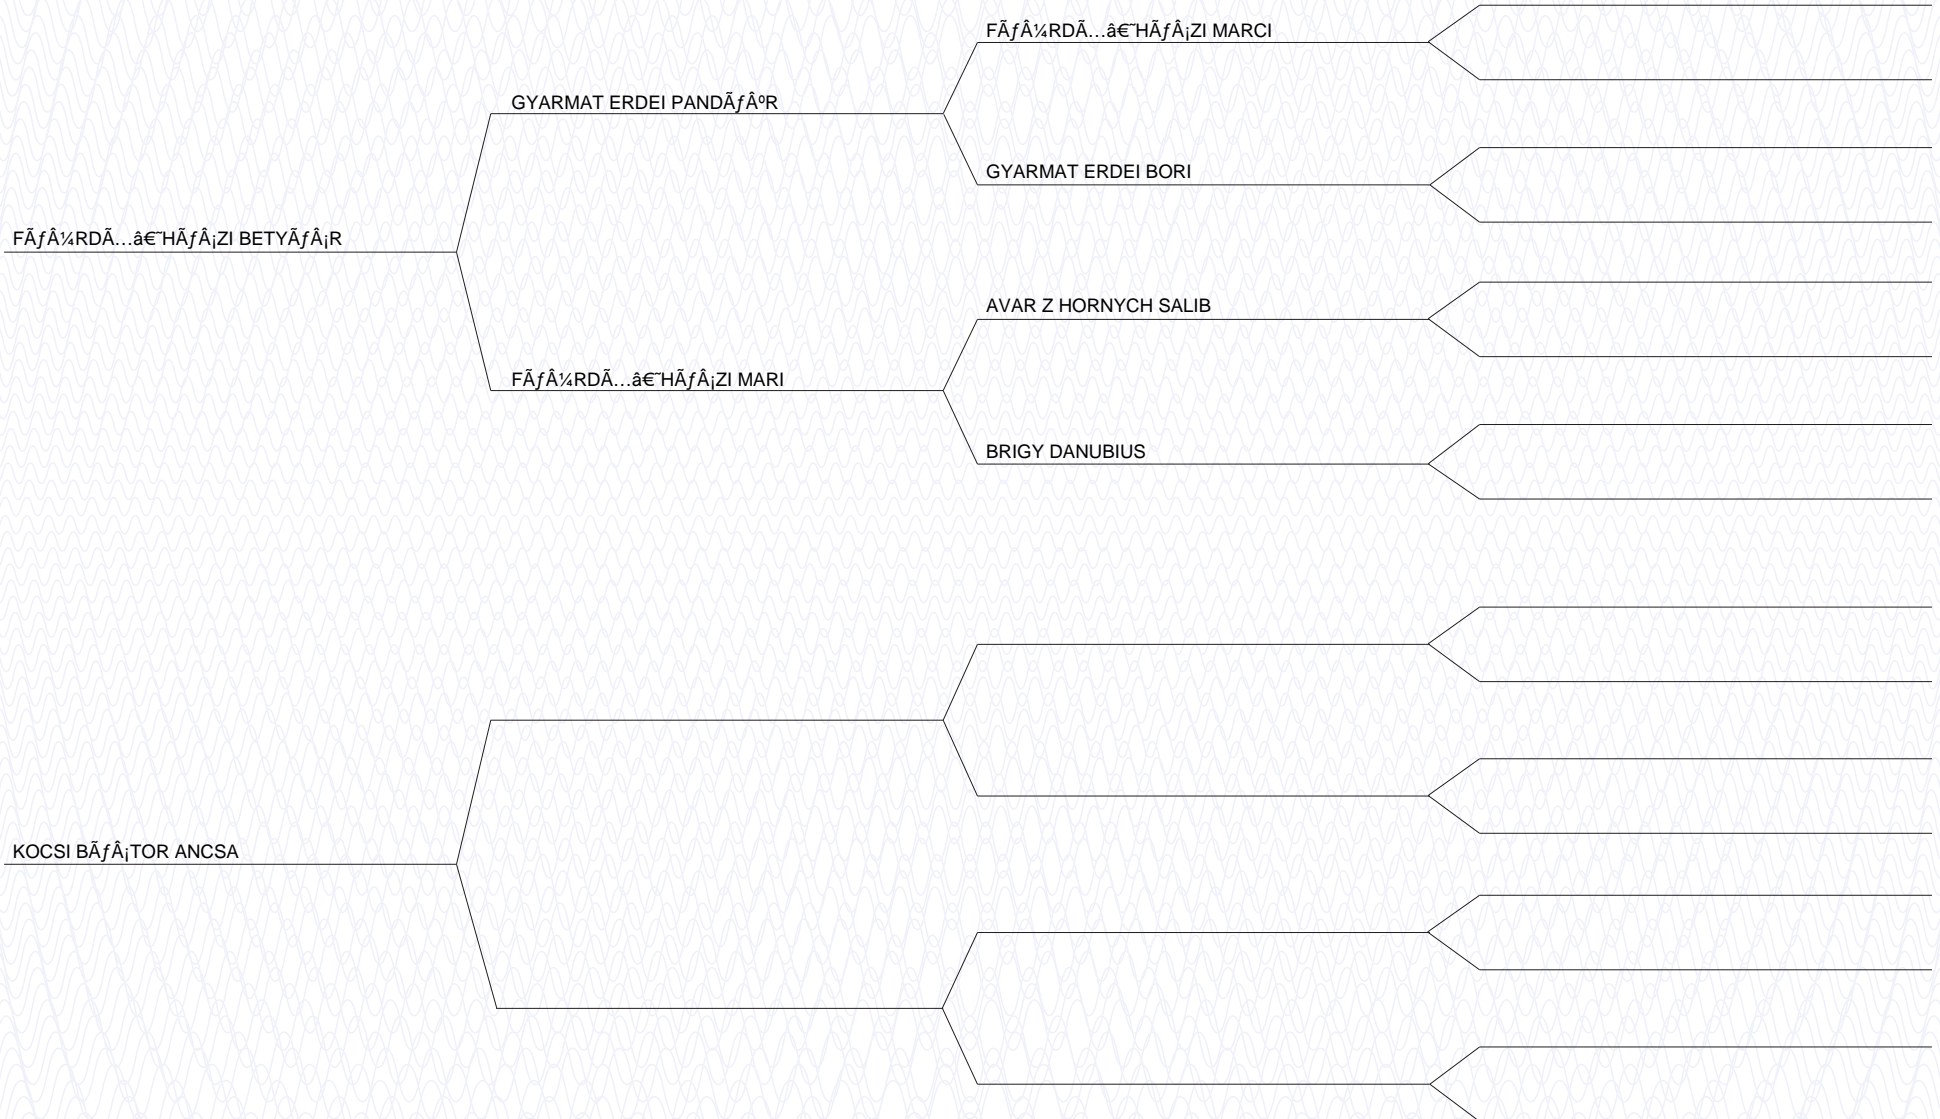 FÃƒÂ¼RDÃ…â€˜HÃƒÂ¡ZI MARCI
GYARMAT ERDEI PANDÃƒÂºR
GYARMAT ERDEI BORI
FÃƒÂ¼RDÃ…â€˜HÃƒÂ¡ZI BETYÃƒÂ¡R
AVAR Z HORNYCH SALIB
FÃƒÂ¼RDÃ…â€˜HÃƒÂ¡ZI MARI
BRIGY DANUBIUS
KOCSI BÃƒÂ¡TOR ANCSA